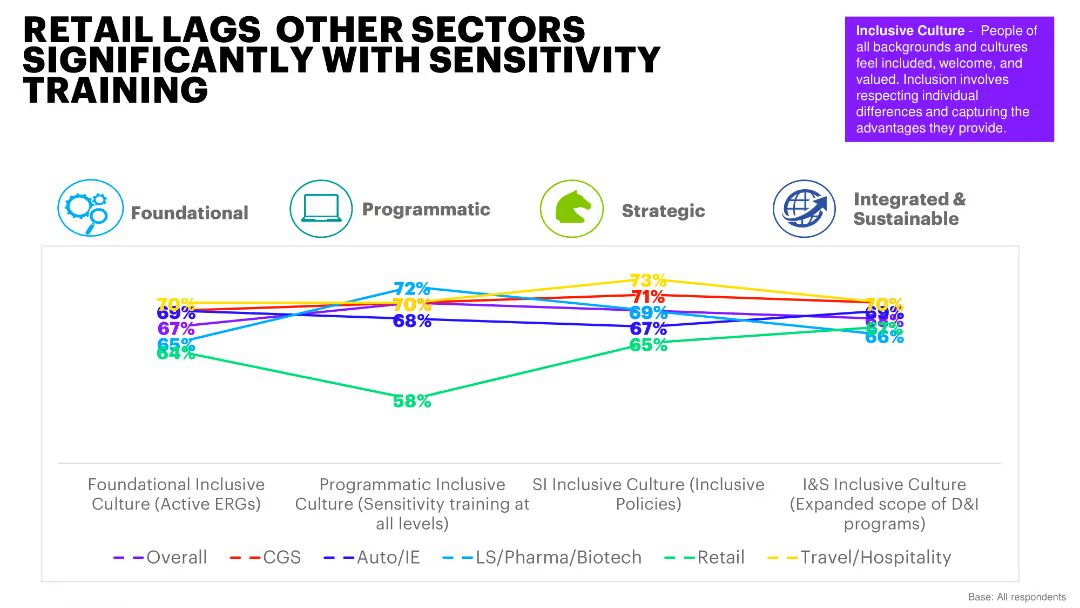 RETAIL LAGS OTHER SECTORS
SIGNIFICANTLY WITH SENSITIVITY
TRAINING
Inclusive Culture - People of
all backgrounds and cultures
feel included, welcome, and
valued. Inclusion involves
respecting individual
differences and capturing the
advantages they provide.
Foundational
Programmatic
Strategic
Integrated &
Sustainable
70%
69%
67%
65%
64%
72%
70%
68%
58%
73%
71%
69%
67%
65%
70%
69%
67%
66%
Foundational Inclusive
Culture (Active ERGs)
Programmatic Inclusive
Culture (Sensitivity training at
all levels)
SI Inclusive Culture (Inclusive
Policies)
I&S Inclusive Culture
(Expanded scope of D&I
programs)
Overall CGS Auto/IE LS/Pharma/Biotech Retail Travel/Hospitality
Base: All respondents